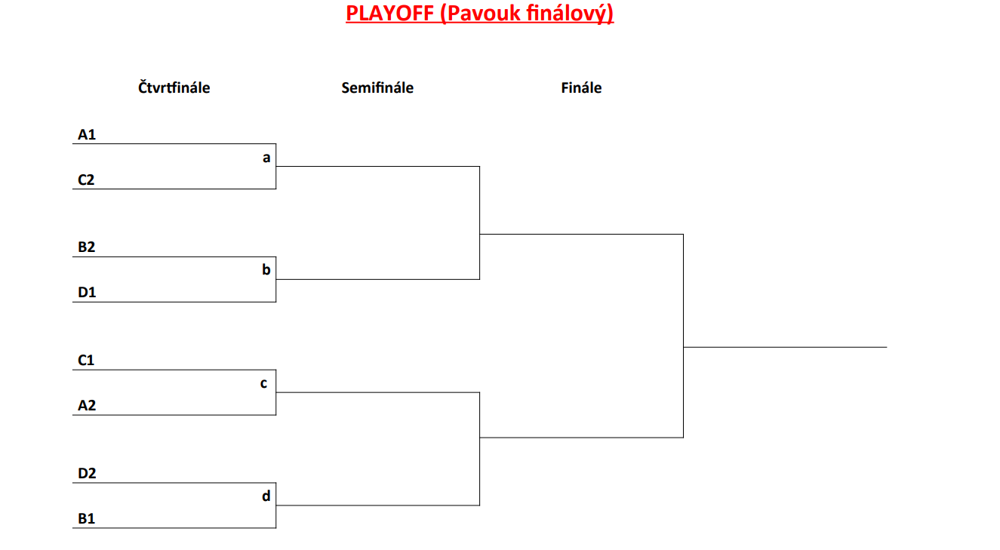 PLAYOFF (Pavouk finálový)
Čtvrtfinále Semifinále Finále
A1
a
C2
B2
b
D1
C1
c
A2
D2
d
B1